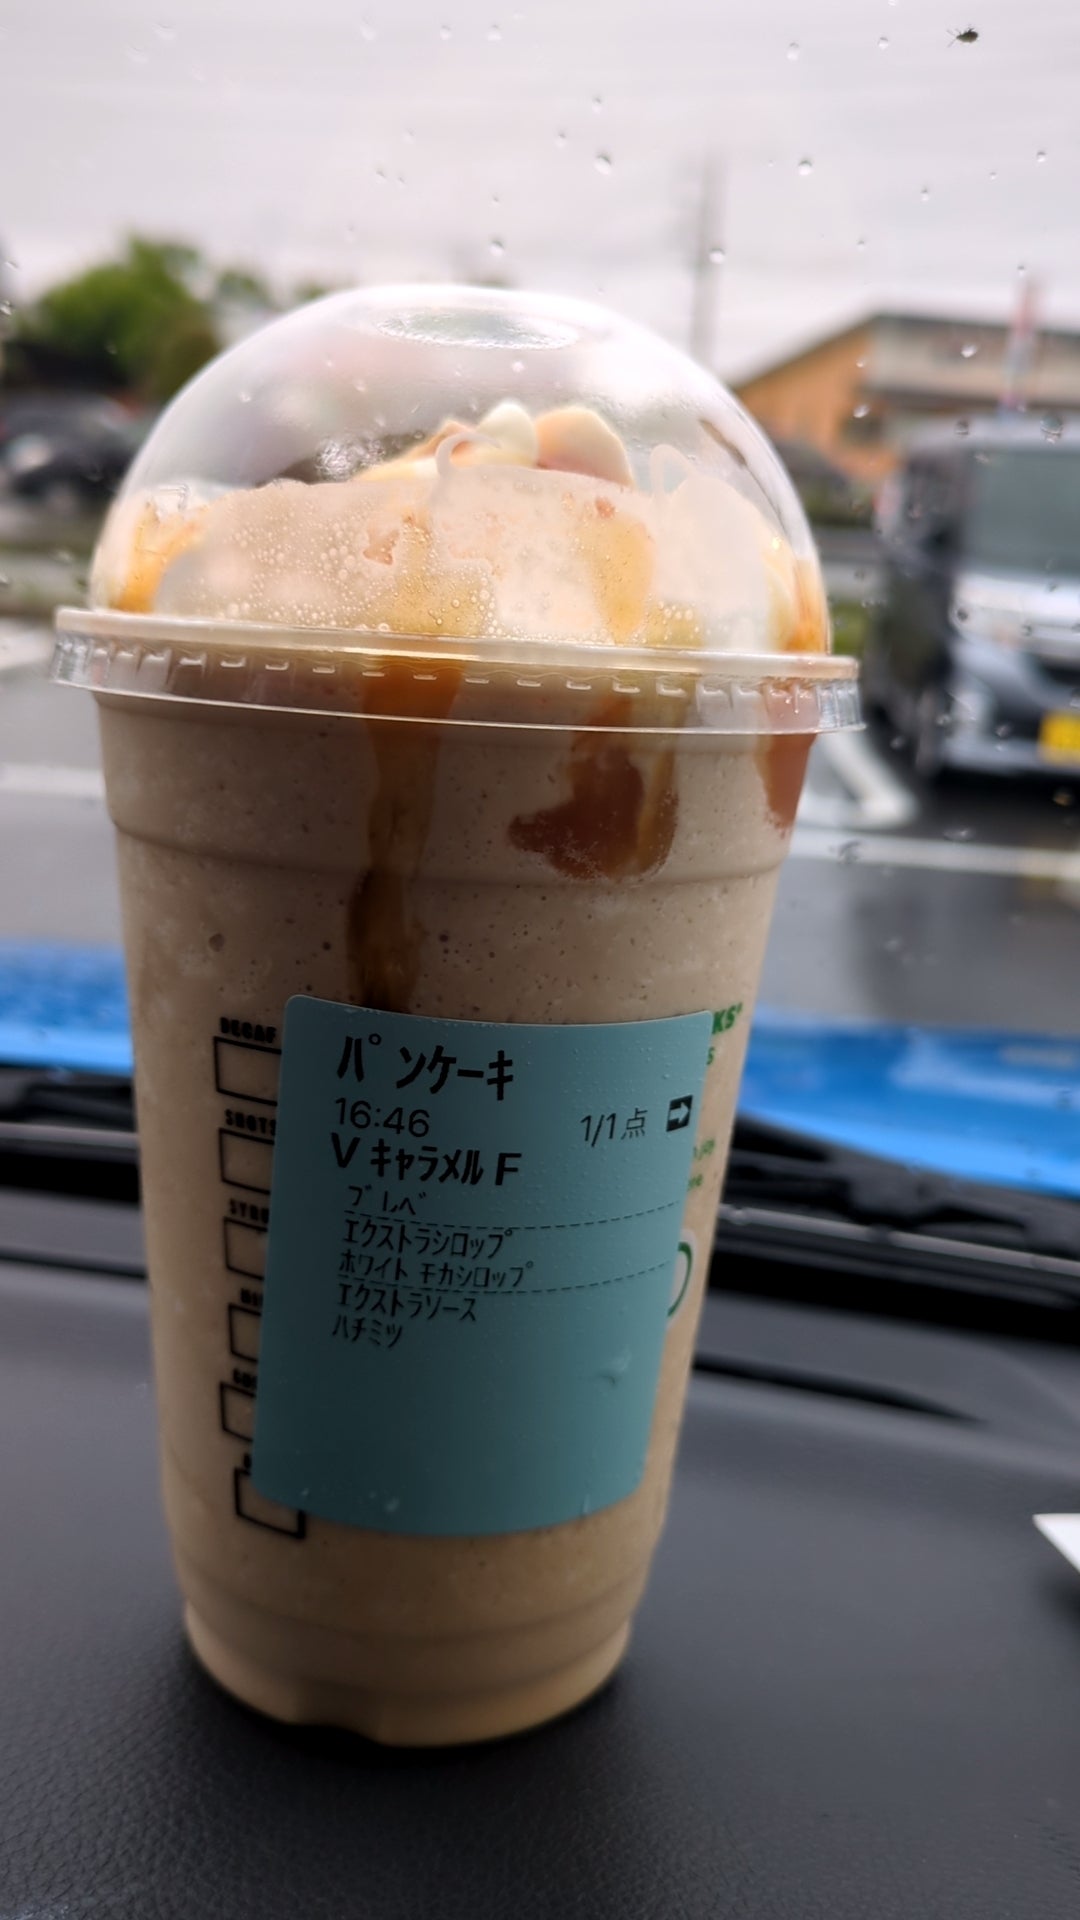 DECAF
SHOTS
KS
パンケーキ
16:46
1/1点 ➡
V キャラメル F
ブレベ
エクストラシロップ
ホワイト モカシロップ
エクストラソース
ハチミツ